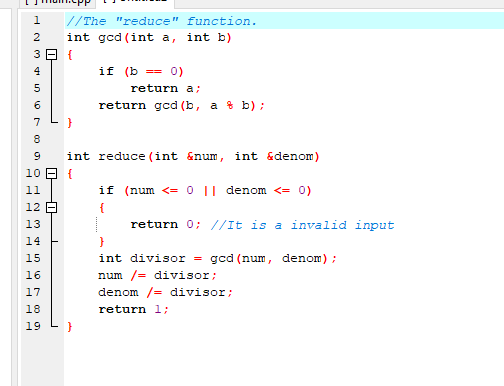 main.cpp
1 //The "reduce" function.
2 int gcd(int a, int b)
3 {
4 if (b == 0)
5 return a;
6 return gcd(b, a % b);
7 }
8
9 int reduce(int &num, int &denom)
10 {
11 if (num <= 0 || denom <= 0)
12 {
13 return 0; //It is a invalid input
14 }
15 int divisor = gcd(num, denom);
16 num /= divisor;
17 denom /= divisor;
18 return 1;
19 }